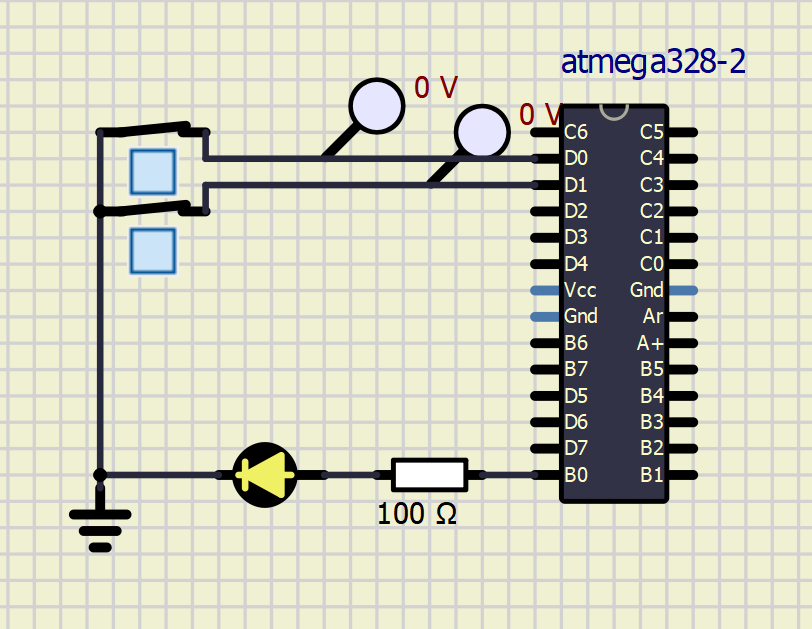 atmega328-2
0 V
0 V
C6 C5
D0 C4
D1 C3
D2 C2
D3 C1
D4 C0
Vcc Gnd
Gnd Ar
B6 A+
B7 B5
D5 B4
D6 B3
D7 B2
B0 B1
100 Ω